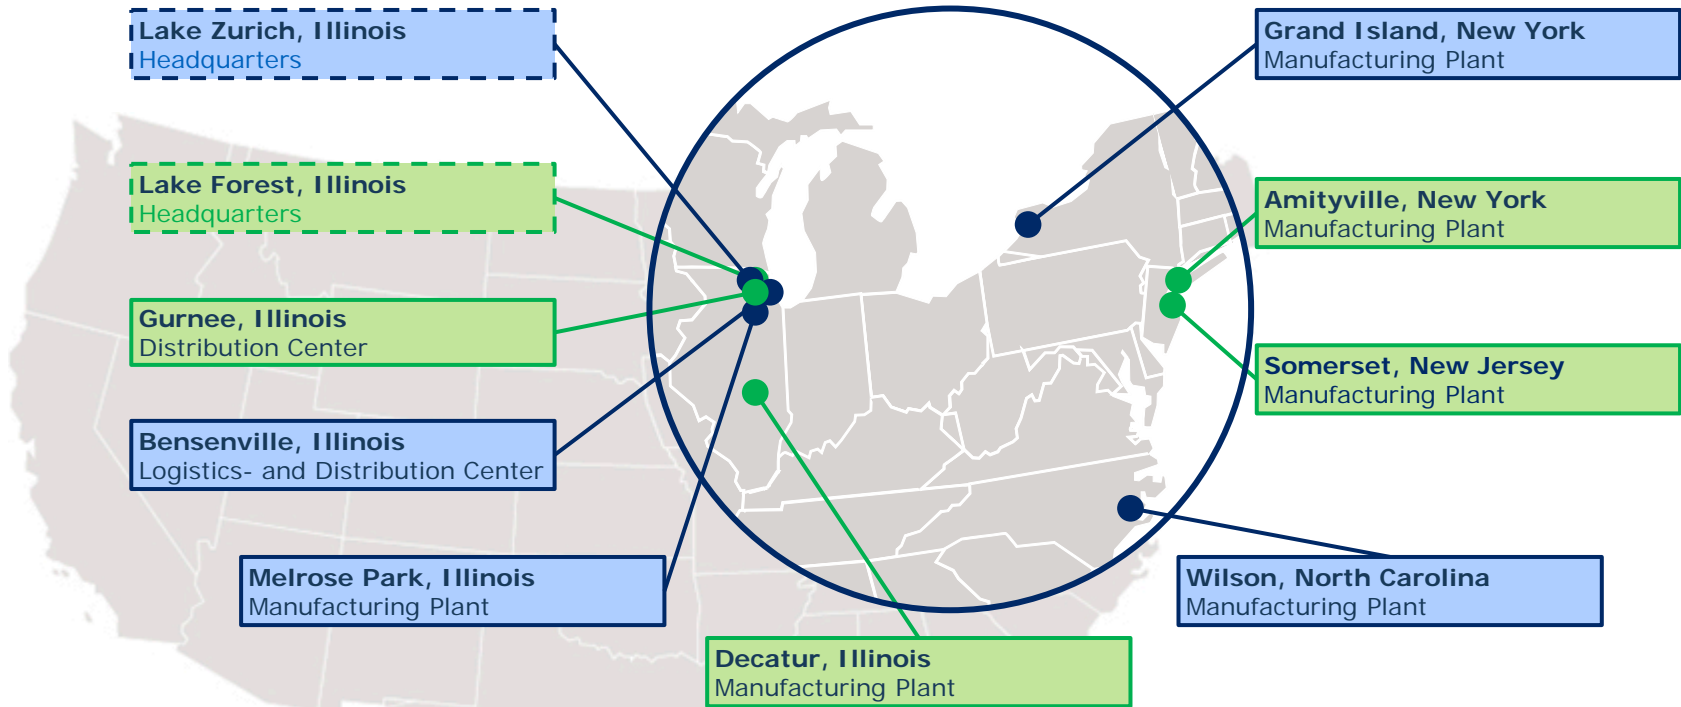 Lake Zurich, Illinois
Headquarters
Lake Forest, Illinois
Headquarters
Gurnee, Illinois
Distribution Center
Bensenville, Illinois
Logistics- and Distribution Center
Melrose Park, Illinois
Manufacturing Plant
Decatur, Illinois
Manufacturing Plant
Grand Island, New York
Manufacturing Plant
Amityville, New York
Manufacturing Plant
Somerset, New Jersey
Manufacturing Plant
Wilson, North Carolina
Manufacturing Plant